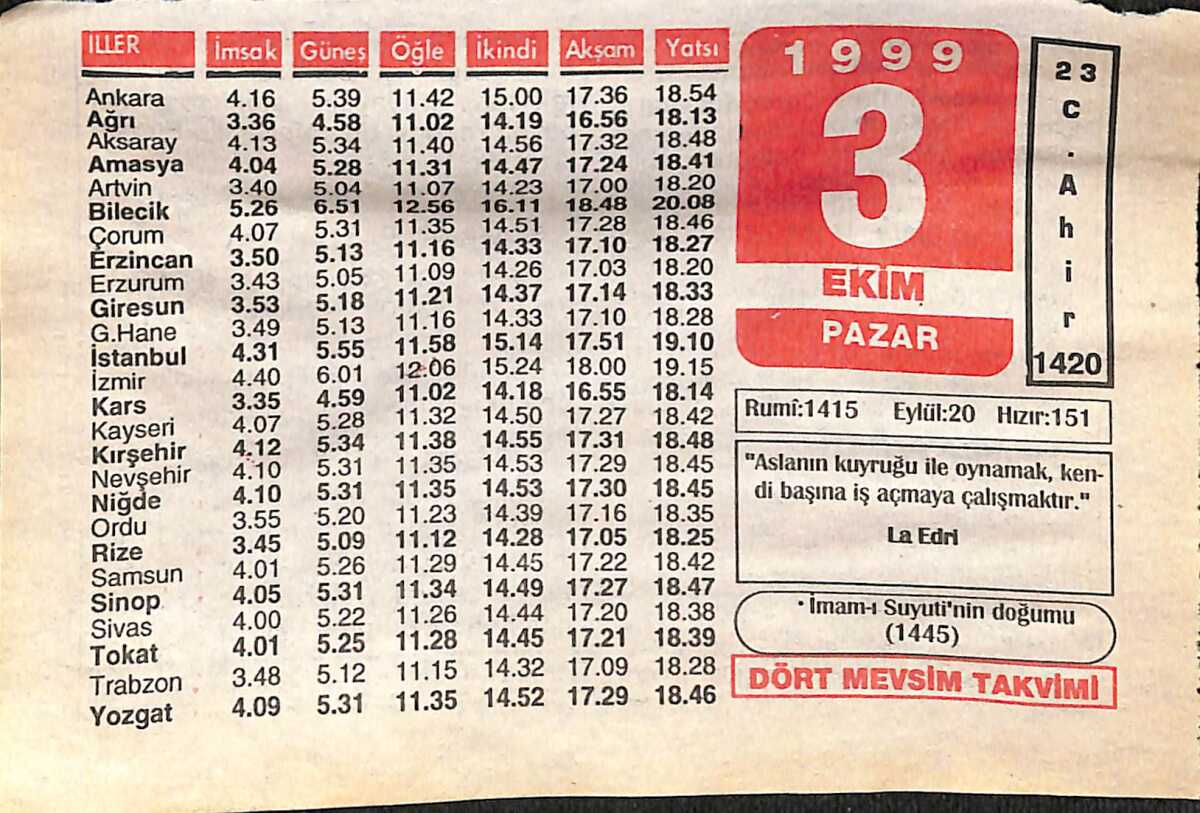 İLLER İmsak Güneş Öğle İkindi Akşam Yatsı
Ankara 4.16 5.39 11.42 15.00 17.36 18.54
Ağrı 3.36 4.58 11.02 14.19 16.56 18.13
Aksaray 4.13 5.34 11.40 14.56 17.32 18.48
Amasya 4.04 5.28 11.31 14.47 17.24 18.41
Artvin 3.40 5.04 11.07 14.23 17.00 18.20
Bilecik 5.26 6.51 12.56 16.11 18.48 20.08
Çorum 4.07 5.31 11.35 14.51 17.28 18.46
Erzincan 3.50 5.13 11.16 14.33 17.10 18.27
Erzurum 3.43 5.05 11.09 14.26 17.03 18.20
Giresun 3.53 5.18 11.21 14.37 17.14 18.33
G.Hane 3.49 5.13 11.16 14.33 17.10 18.28
İstanbul 4.31 5.55 11.58 15.14 17.51 19.10
İzmir 4.40 6.01 12.06 15.24 18.00 19.15
Kars 3.35 4.59 11.02 14.18 16.55 18.14
Kayseri 4.07 5.28 11.32 14.50 17.27 18.42
Kırşehir 4.12 5.34 11.38 14.55 17.31 18.48
Nevşehir 4.10 5.31 11.35 14.53 17.29 18.45
Niğde 4.10 5.31 11.35 14.53 17.30 18.45
Ordu 3.55 5.20 11.23 14.39 17.16 18.35
Rize 3.45 5.09 11.12 14.28 17.05 18.25
Samsun 4.01 5.26 11.29 14.45 17.22 18.42
Sinop 4.05 5.31 11.34 14.49 17.27 18.47
Sivas 4.00 5.22 11.26 14.44 17.20 18.38
Tokat 4.01 5.25 11.28 14.45 17.21 18.39
Trabzon 3.48 5.12 11.15 14.32 17.09 18.28
Yozgat 4.09 5.31 11.35 14.52 17.29 18.46
1999
3
EKİM
PAZAR
23
C
.
A
h
i
r
1420
Rumî:1415 Eylül:20 Hızır:151
"Aslanın kuyruğu ile oynamak, ken-
di başına iş açmaya çalışmaktır."
La Edri
• İmam-ı Suyuti'nin doğumu
(1445)
DÖRT MEVSİM TAKVİMİ